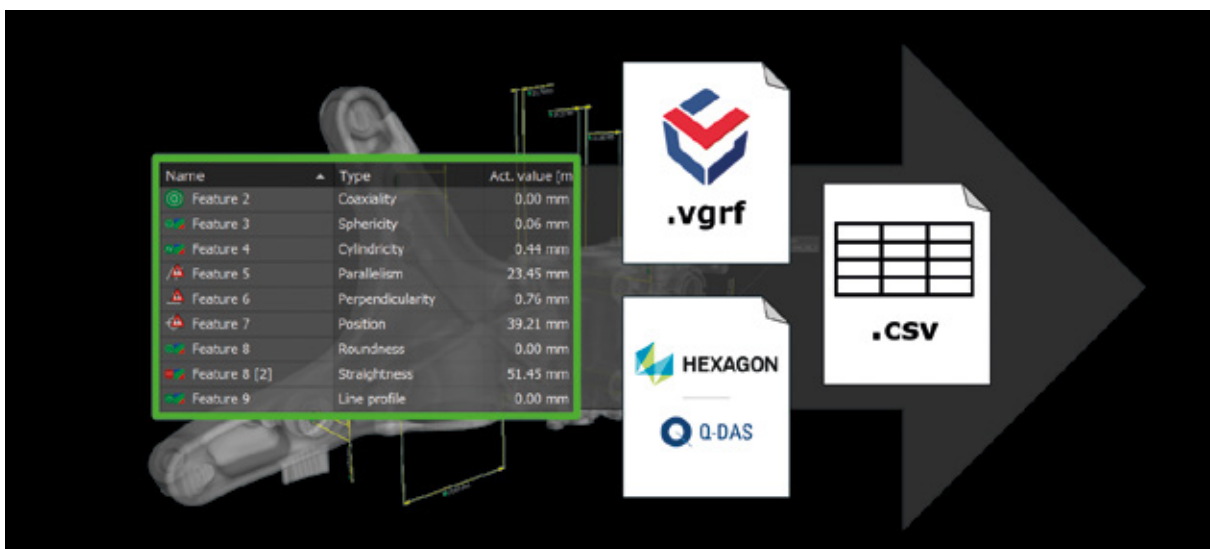 Name Type Act. value [m
Feature 2 Coaxiality 0.00 mm
Feature 3 Sphericity 0.06 mm
Feature 4 Cylindricity 0.44 mm
Feature 5 Parallelism 23.45 mm
Feature 6 Perpendicularity 0.76 mm
Feature 7 Position 39.21 mm
Feature 8 Roundness 0.00 mm
Feature 8 [2] Straightness 51.45 mm
Feature 9 Line profile 0.00 mm
.vgrf
HEXAGON
Q-DAS
.csv